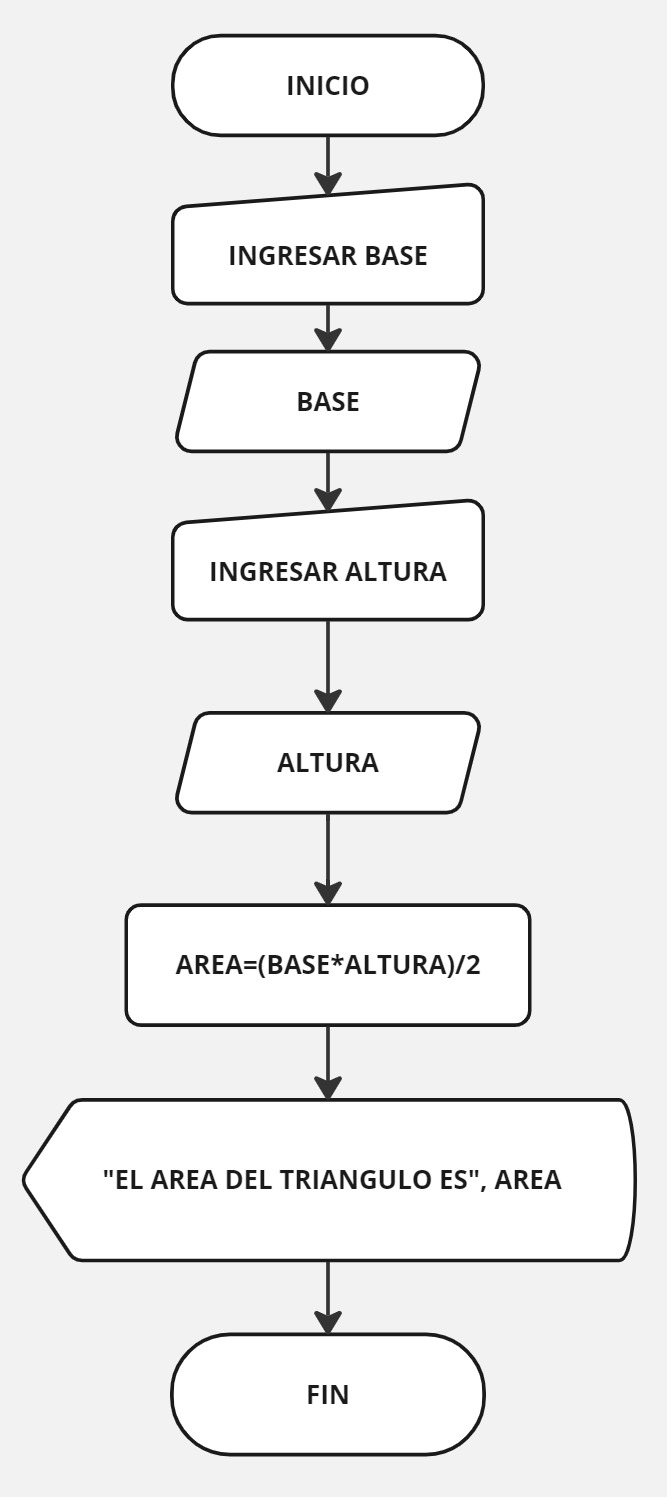 INICIO
INGRESAR BASE
BASE
INGRESAR ALTURA
ALTURA
AREA=(BASE*ALTURA)/2
"EL AREA DEL TRIANGULO ES", AREA
FIN